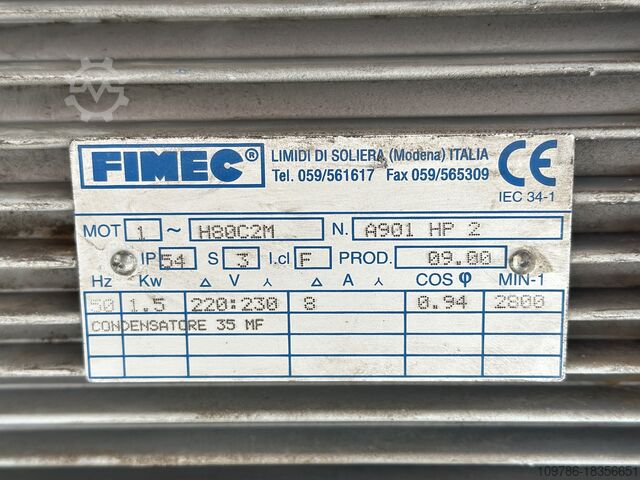 FIMEC®
LIMIDI DI SOLIERA (Modena) ITALIA
Tel. 059/561617 Fax 059/565309
CE
IEC 34-1
MOT 1 ~ H80C2M N. A901 HP 2
IP 54 S 3 I.cl F PROD. 09.00
Hz Kw △ V ⅄ △ A ⅄ COS φ MIN-1
50 1.5 220:230 8 0.94 2800
CONDENSATORE 35 MF
109786-18356651